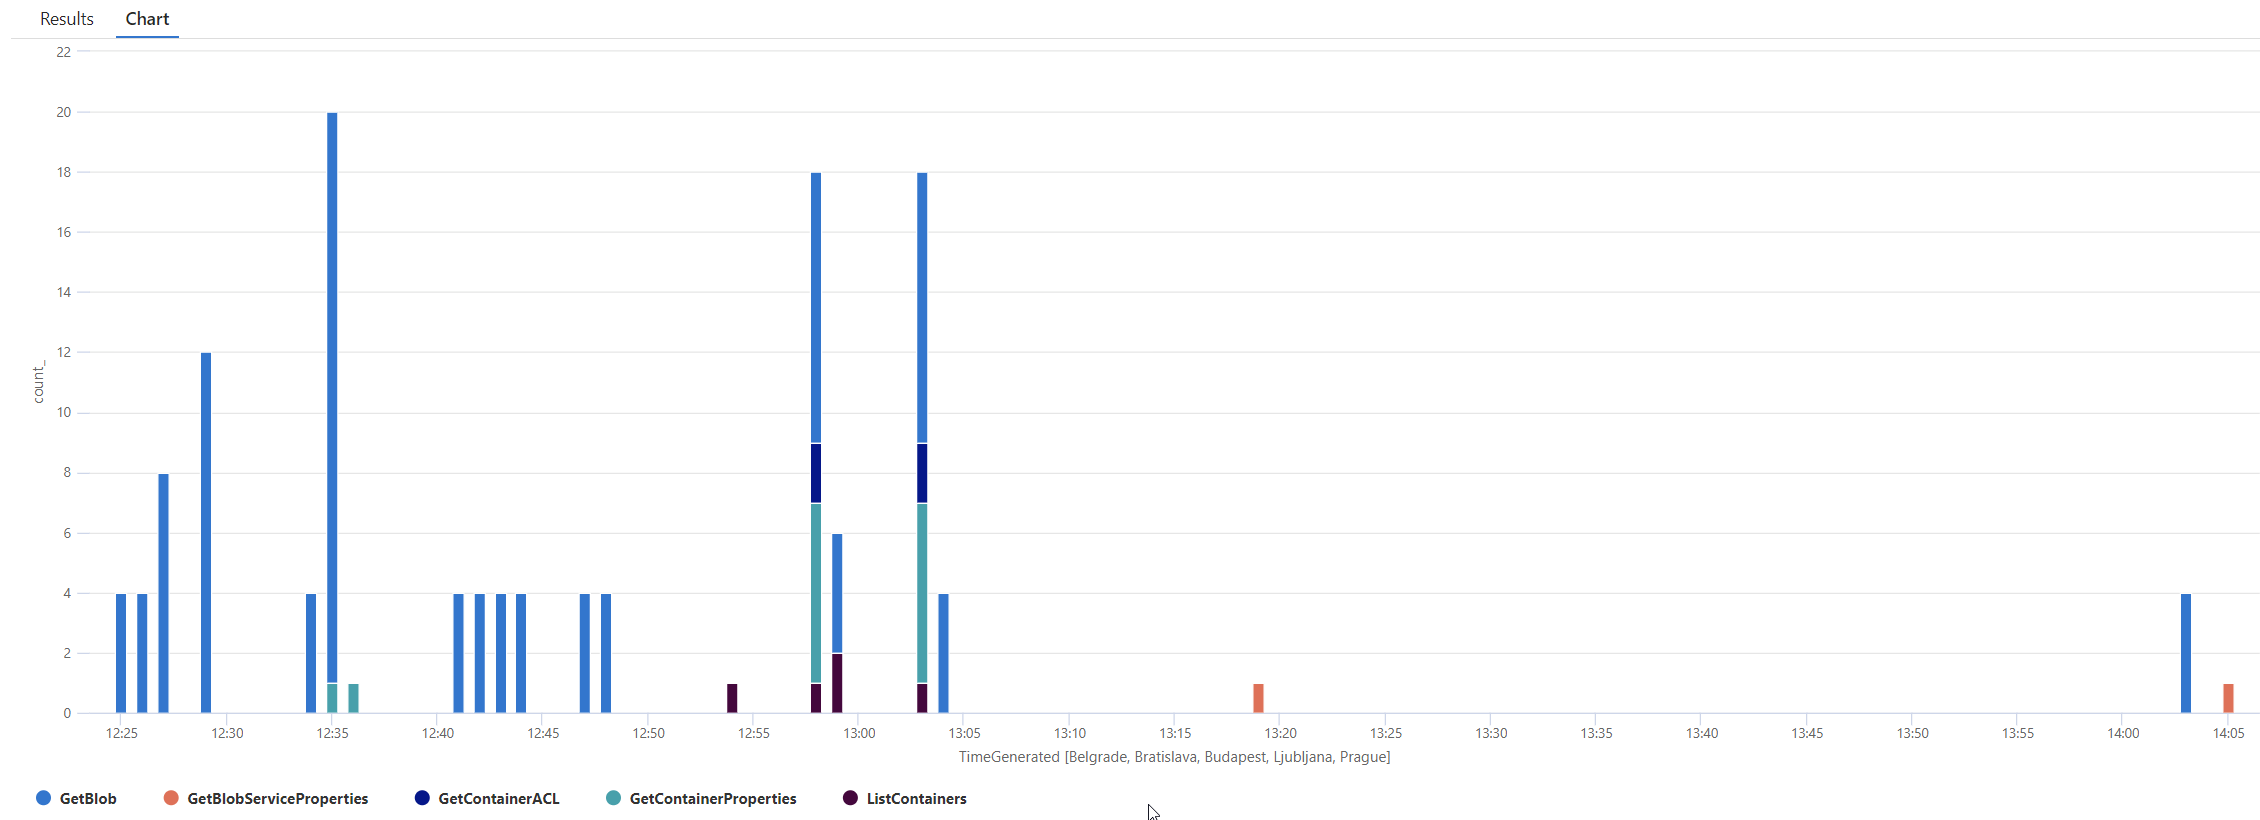 Results Chart
22
20
18
16
14
12
10
8
6
4
2
0
count_
12:25 12:30 12:35 12:40 12:45 12:50 12:55 13:00 13:05 13:10 13:15 13:20 13:25 13:30 13:35 13:40 13:45 13:50 13:55 14:00 14:05
TimeGenerated [Belgrade, Bratislava, Budapest, Ljubljana, Prague]
GetBlob GetBlobServiceProperties GetContainerACL GetContainerProperties ListContainers